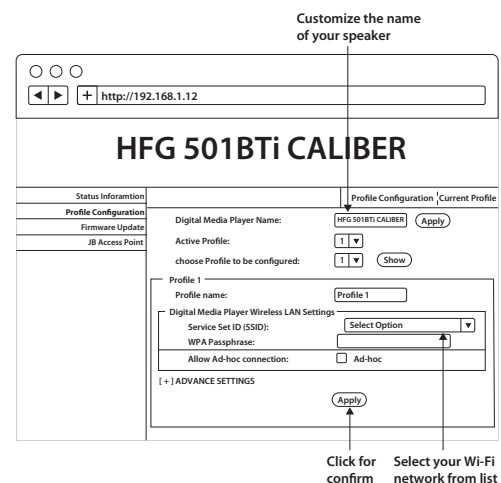 Customize the name
of your speaker
http://192.168.1.12
HFG 501BTi CALIBER
Status Inforamtion
Profile Configuration
Firmware Update
JB Access Point
Profile Configuration Current Profile
Digital Media Player Name: HFG 501BTi CALIBER Apply
Active Profile: 1 ▼
choose Profile to be configured: 1 ▼ Show
Profile 1
Profile name: Profile 1
Digital Media Player Wireless LAN Settings
Service Set ID (SSID): Select Option ▼
WPA Passphrase:
Allow Ad-hoc connection: Ad-hoc
[+] ADVANCE SETTINGS
Apply
Click for
confirm
Select your Wi-Fi
network from list